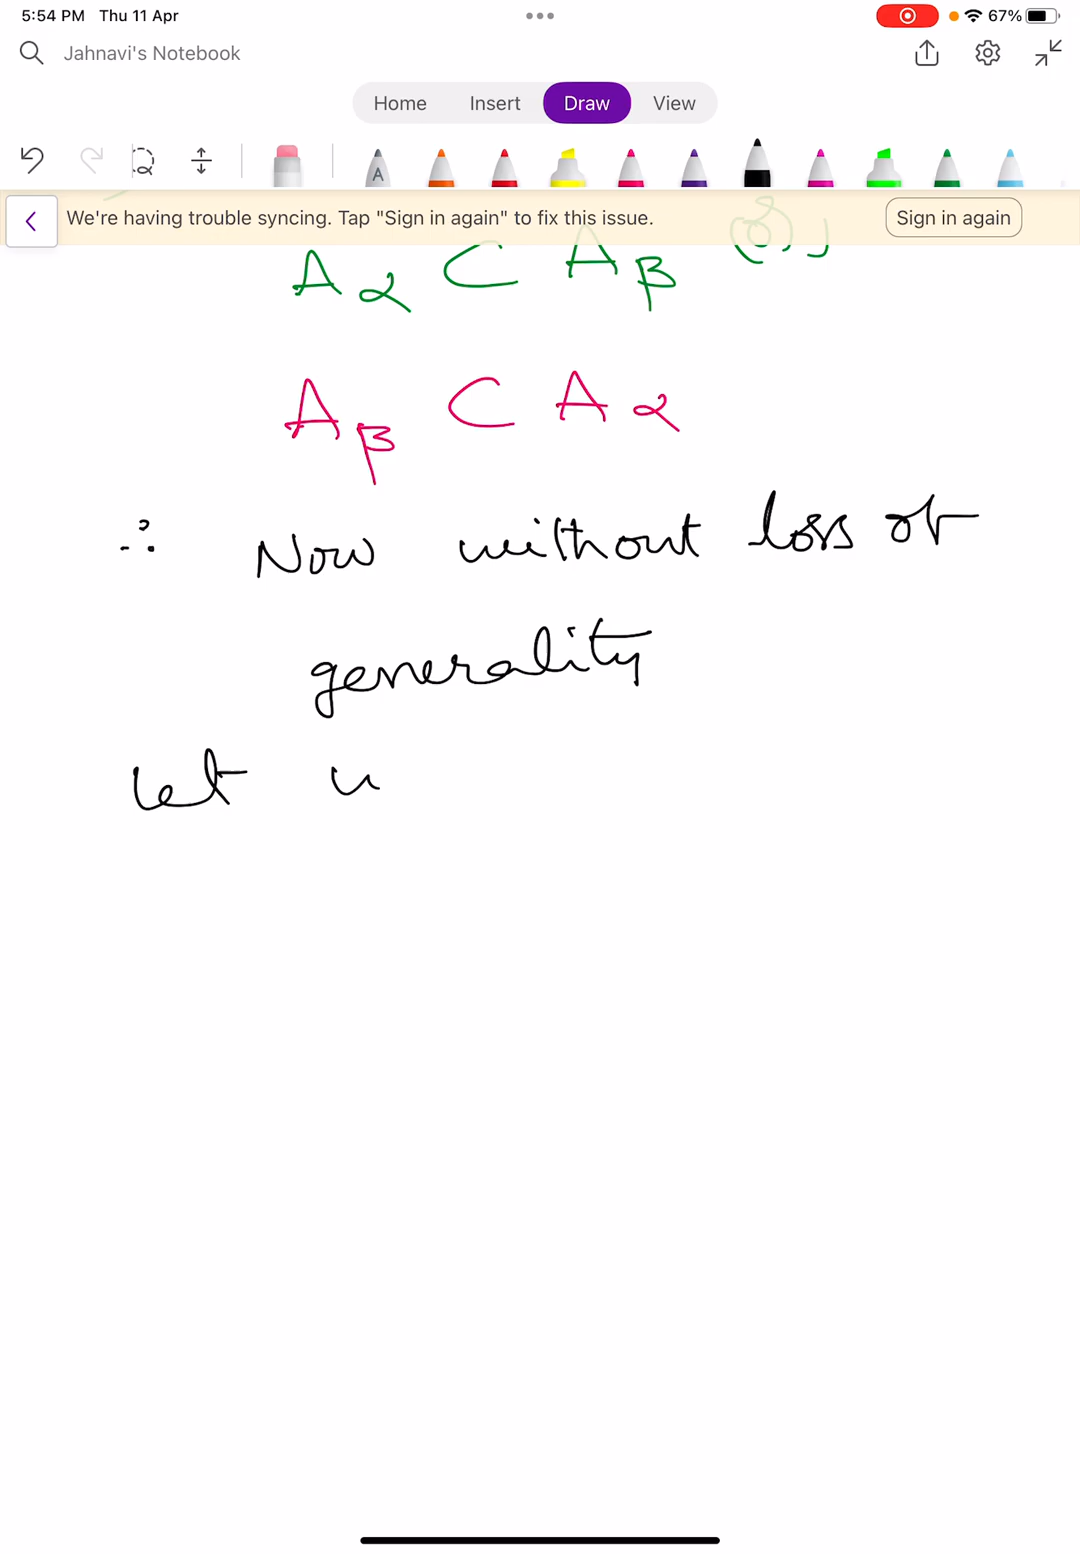 5:54 PM Thu 11 Apr
67%
Jahnavi's Notebook
Home Insert Draw View
A
We're having trouble syncing. Tap "Sign in again" to fix this issue.
Sign in again
Aα ⊂ Aβ (or)
Aβ ⊂ Aα
∴ Now without loss of
generality
let u